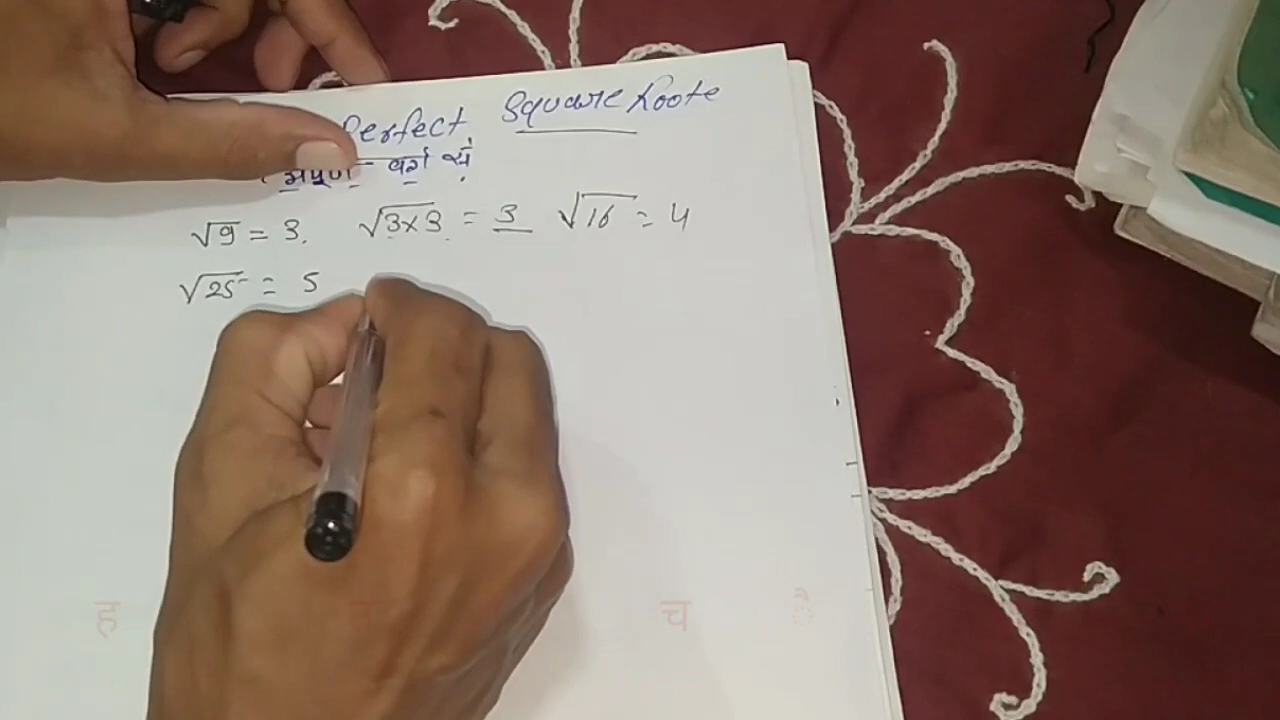 Perfect Square Roote
संपूर्ण वर्ग
√9 = 3. √3×3 = 3 √16 = 4
√25 = 5
ह च ै